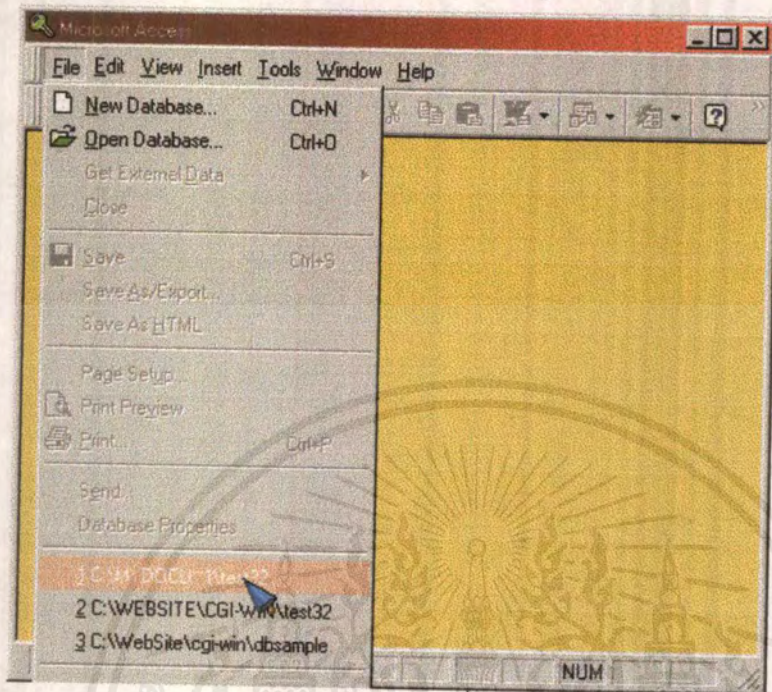 Microsoft Access
File Edit View Insert Tools Window Help
New Database... Ctrl+N
Open Database... Ctrl+O
Get External Data
Close
Save Ctrl+S
Save As/Export...
Save As HTML
Page Setup...
Print Preview
Print... Ctrl+P
Send...
Database Properties
1
2 C:\WEBSITE\CGI-WIN\test32
3 C:\WebSite\cgi-win\dbsample
NUM